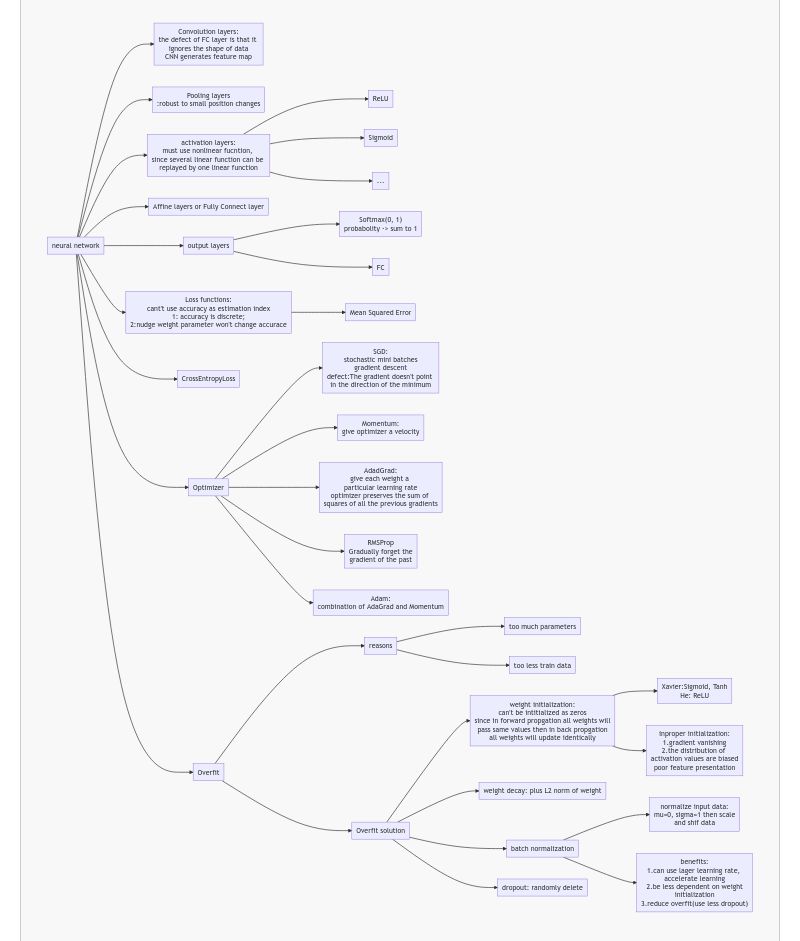 Convolution layers:
the defect of FC layer is that it
ignores the shape of data
CNN generates feature map
Pooling layers
:robust to small position changes
ReLU
activation layers:
must use nonlinear fucntion,
since several linear function can be
replayed by one linear function
Sigmoid
...
Affine layers or Fully Connect layer
Softmax(0, 1)
probabolity -> sum to 1
neural network
output layers
FC
Loss functions:
cant't use accuracy as estimation index
1: accuracy is discrete;
2:nudge weight parameter won't change accurace
Mean Squared Error
SGD:
stochastic mini batches
gradient descent
defect:The gradient doesn't point
in the direction of the minimum
CrossEntropyLoss
Momentum:
give optimizer a velocity
AdadGrad:
give each weight a
particular learning rate
optimizer preserves the sum of
squares of all the previous gradients
Optimizer
RMSProp
Gradually forget the
gradient of the past
Adam:
combination of AdaGrad and Momentum
too much parameters
reasons
too less train data
Xavier:Sigmoid, Tanh
He: ReLU
weight initialization:
can't be intitialized as zeros
since in forward propgation all weights will
pass same values then in back propgation
all weights will update identically
inproper initialization:
1.gradient vanishing
2.the distribution of
activation values are biased
poor feature presentation
Overfit
weight decay: plus L2 norm of weight
normalize input data:
mu=0, sigma=1 then scale
and shif data
Overfit solution
batch normalization
benefits:
1.can use lager learning rate,
accelerate learning
2.be less dependent on weight
initialization
3.reduce overfit(use less dropout)
dropout: randomly delete